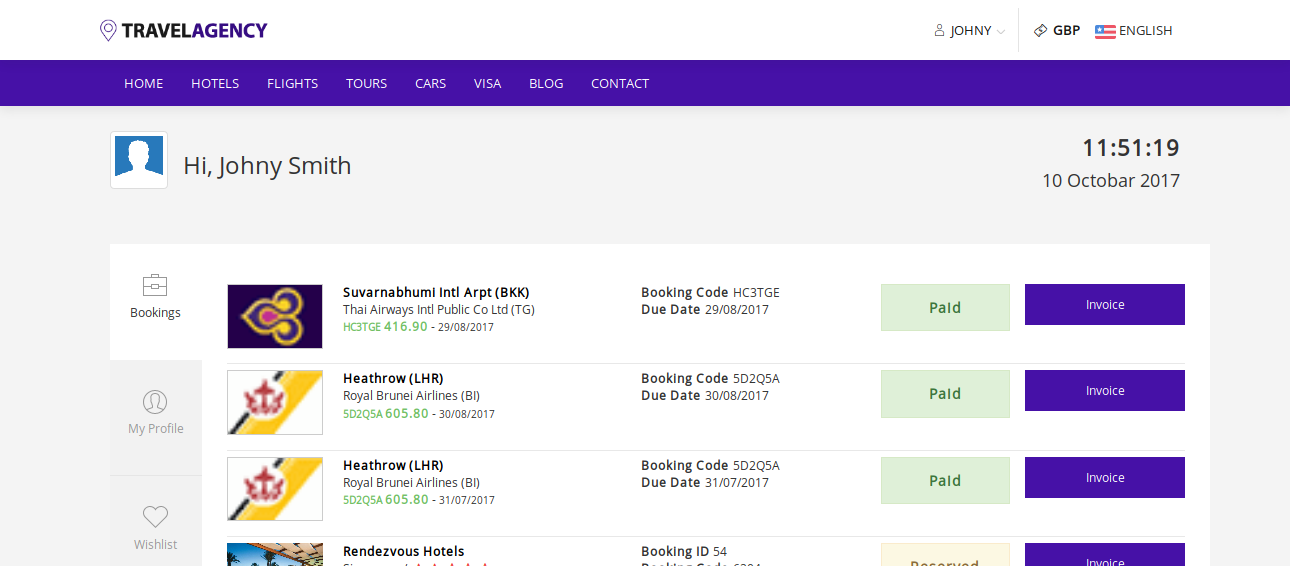 TRAVELAGENCY
JOHNY
GBP
ENGLISH
HOME HOTELS FLIGHTS TOURS CARS VISA BLOG CONTACT
Hi, Johny Smith
11:51:19
10 Octobar 2017
Bookings
My Profile
Wishlist
Suvarnabhumi Intl Arpt (BKK)
Thai Airways Intl Public Co Ltd (TG)
HC3TGE 416.90 - 29/08/2017
Booking Code HC3TGE
Due Date 29/08/2017
Paid
Invoice
Heathrow (LHR)
Royal Brunei Airlines (BI)
5D2Q5A 605.80 - 30/08/2017
Booking Code 5D2Q5A
Due Date 30/08/2017
Paid
Invoice
Heathrow (LHR)
Royal Brunei Airlines (BI)
5D2Q5A 605.80 - 31/07/2017
Booking Code 5D2Q5A
Due Date 31/07/2017
Paid
Invoice
Rendezvous Hotels
Booking ID 54
Booking Code
Reserved
Invoice